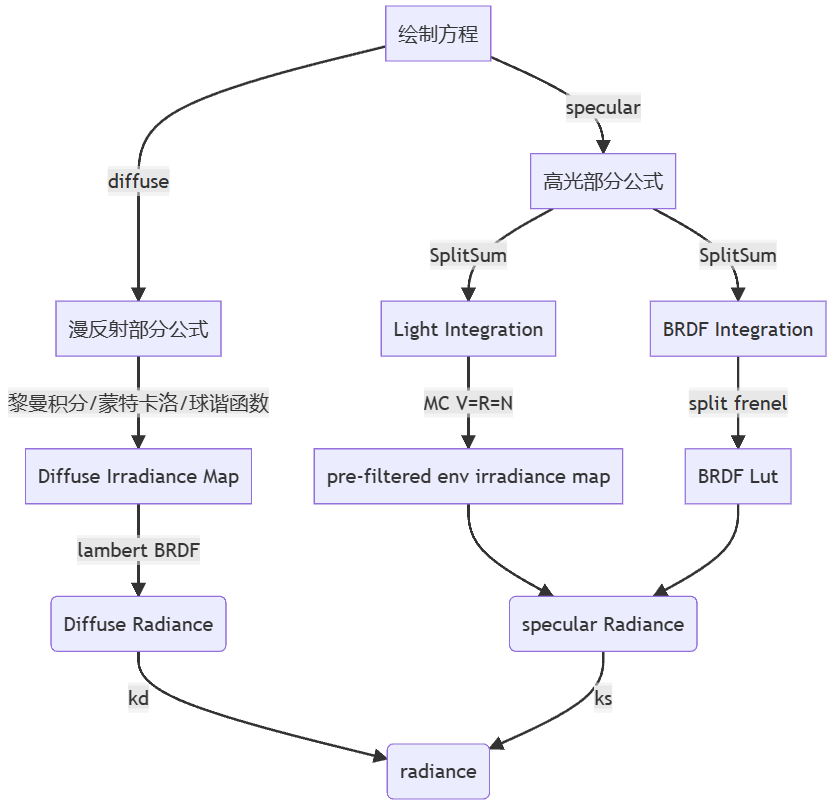 绘制方程
specular
高光部分公式
diffuse
SplitSum
SplitSum
漫反射部分公式
Light Integration
BRDF Integration
黎曼积分/蒙特卡洛/球谐函数
MC V=R=N
split frenel
Diffuse Irradiance Map
pre-filtered env irradiance map
BRDF Lut
lambert BRDF
Diffuse Radiance
specular Radiance
kd
ks
radiance